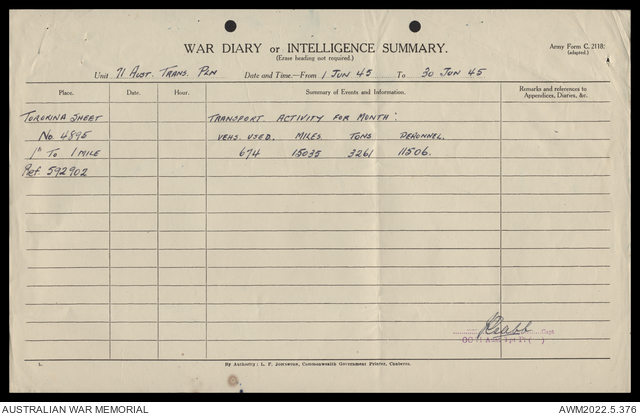 WAR DIARY or INTELLIGENCE SUMMARY.
(Erase heading not required.)
Army Form C. 2118.
(adapted.)
Unit 71 AUST. TRANS. PLN Date and Time.—From 1 JUN 45 To 30 JUN 45
Place. Date. Hour. Summary of Events and Information. Remarks and references to Appendices, Diaries, &c.
TOROKINA SHEET TRANSPORT ACTIVITY FOR MONTH:
No. 4895 VEHS. USED. MILES. TONS PERSONNEL.
1" TO 1 MILE 674 15035 3261 11506.
Ref. 592902
Capt.
By Authority: L. F. Johnston, Commonwealth Government Printer, Canberra.
AUSTRALIAN WAR MEMORIAL AWM2022.5.376